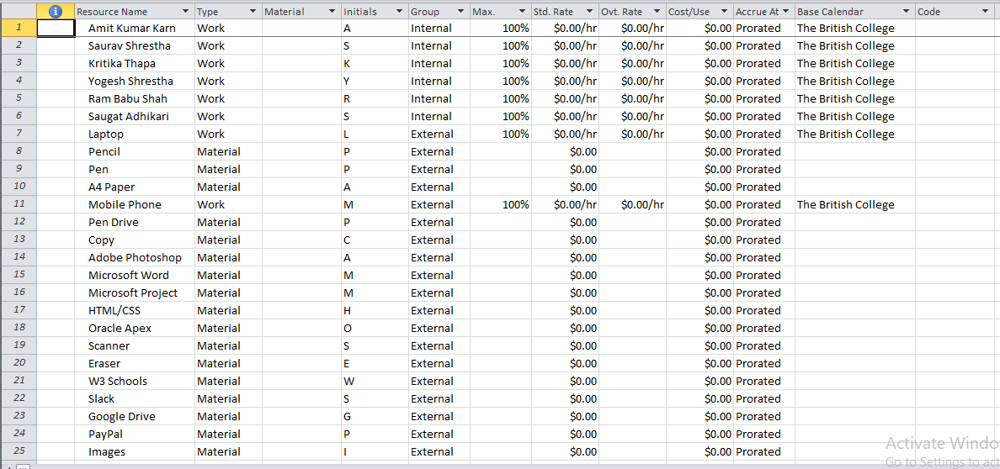 Resource Name Type Material Initials Group Max. Std. Rate Ovt. Rate Cost/Use Accrue At Base Calendar Code
1 Amit Kumar Karn Work A Internal 100% $0.00/hr $0.00/hr $0.00 Prorated The British College
2 Saurav Shrestha Work S Internal 100% $0.00/hr $0.00/hr $0.00 Prorated The British College
3 Kritika Thapa Work K Internal 100% $0.00/hr $0.00/hr $0.00 Prorated The British College
4 Yogesh Shrestha Work Y Internal 100% $0.00/hr $0.00/hr $0.00 Prorated The British College
5 Ram Babu Shah Work R Internal 100% $0.00/hr $0.00/hr $0.00 Prorated The British College
6 Saugat Adhikari Work S Internal 100% $0.00/hr $0.00/hr $0.00 Prorated The British College
7 Laptop Work L External 100% $0.00/hr $0.00/hr $0.00 Prorated The British College
8 Pencil Material P External $0.00 $0.00 Prorated
9 Pen Material P External $0.00 $0.00 Prorated
10 A4 Paper Material A External $0.00 $0.00 Prorated
11 Mobile Phone Work M External 100% $0.00/hr $0.00/hr $0.00 Prorated The British College
12 Pen Drive Material P External $0.00 $0.00 Prorated
13 Copy Material C External $0.00 $0.00 Prorated
14 Adobe Photoshop Material A External $0.00 $0.00 Prorated
15 Microsoft Word Material M External $0.00 $0.00 Prorated
16 Microsoft Project Material M External $0.00 $0.00 Prorated
17 HTML/CSS Material H External $0.00 $0.00 Prorated
18 Oracle Apex Material O External $0.00 $0.00 Prorated
19 Scanner Material S External $0.00 $0.00 Prorated
20 Eraser Material E External $0.00 $0.00 Prorated
21 W3 Schools Material W External $0.00 $0.00 Prorated
22 Slack Material S External $0.00 $0.00 Prorated
23 Google Drive Material G External $0.00 $0.00 Prorated
24 PayPal Material P External $0.00 $0.00 Prorated
25 Images Material I External $0.00 $0.00 Prorated
Activate Windo
Go to Settings to act